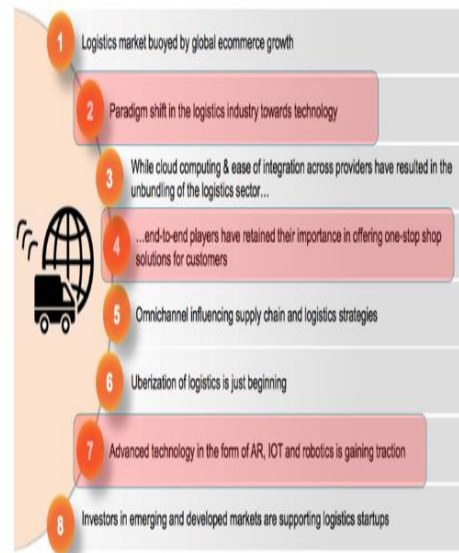 1
Logistics market buoyed by global ecommerce growth
2
Paradigm shift in the logistics industry towards technology
3
While cloud computing & ease of integration across providers have resulted in the
unbundling of the logistics sector...
4
...end-to-end players have retained their importance in offering one-stop shop
solutions for customers
5
Omnichannel influencing supply chain and logistics strategies
6
Uberization of logistics is just beginning
7
Advanced technology in the form of AR, IOT and robotics is gaining traction
8
Investors in emerging and developed markets are supporting logistics startups